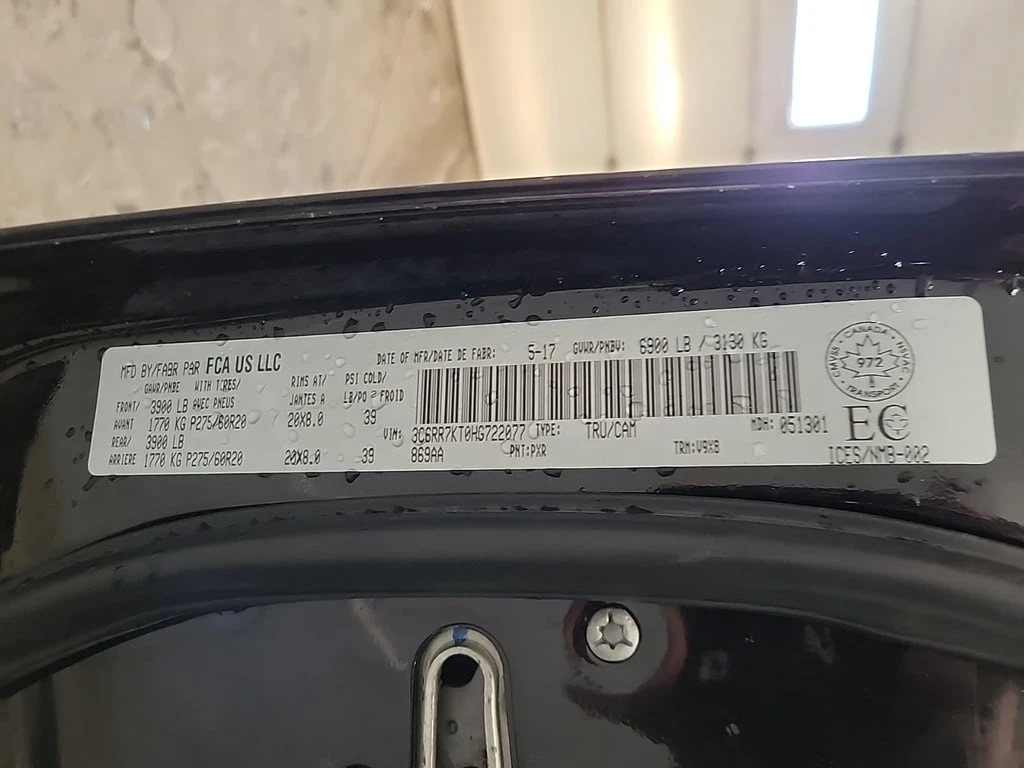 MFD BY/FABR PAR FCA US LLC
DATE OF MFR/DATE DE FABR: 5-17 GVWR/PNBV: 6900 LB / 3130 KG
GAWR/PNBE WITH TIRES/ RIMS AT/ PSI COLD/
FRONT/ 3900 LB AVEC PNEUS JANTES A LB/PO² FROID
AVANT 1770 KG P275/60R20 20X8.0 39
REAR/ 3900 LB
ARRIERE 1770 KG P275/60R20 20X8.0 39
VIN: 3C6RR7KT0HG722077 TYPE: TRU/CAM MDH: 051301
869AA PNT:PXR TRM:V9X8
CANADA
CMVSS NSVAC
972
TRANSPORT
EC
ICES/NMB-002